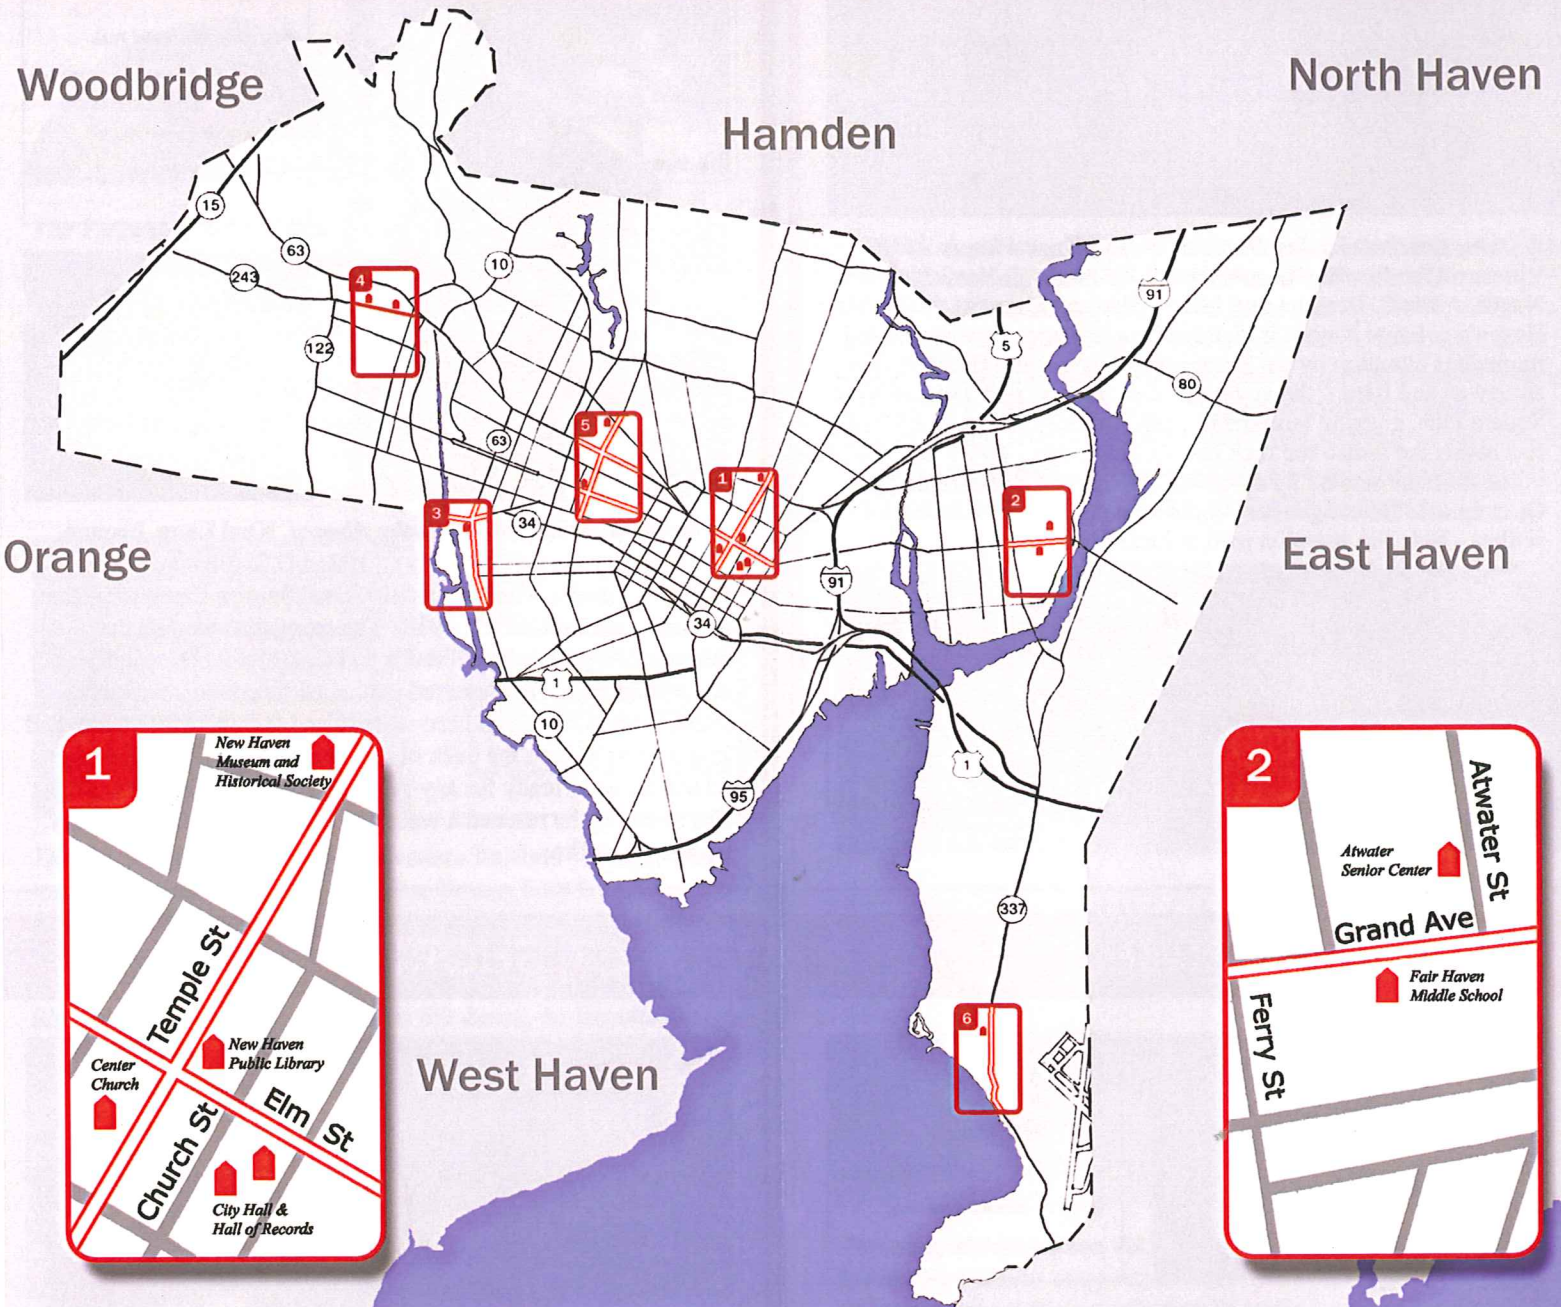 Woodbridge
North Haven
Hamden
15
63
243
10
4
91
5
122
80
5
63
1
2
3
34
Orange
East Haven
91
34
1
10
1
95
337
6
West Haven
1
New Haven
Museum and
Historical Society
Temple St
New Haven
Public Library
Center
Church
Elm St
Church St
City Hall &
Hall of Records
2
Atwater St
Atwater
Senior Center
Grand Ave
Fair Haven
Middle School
Ferry St